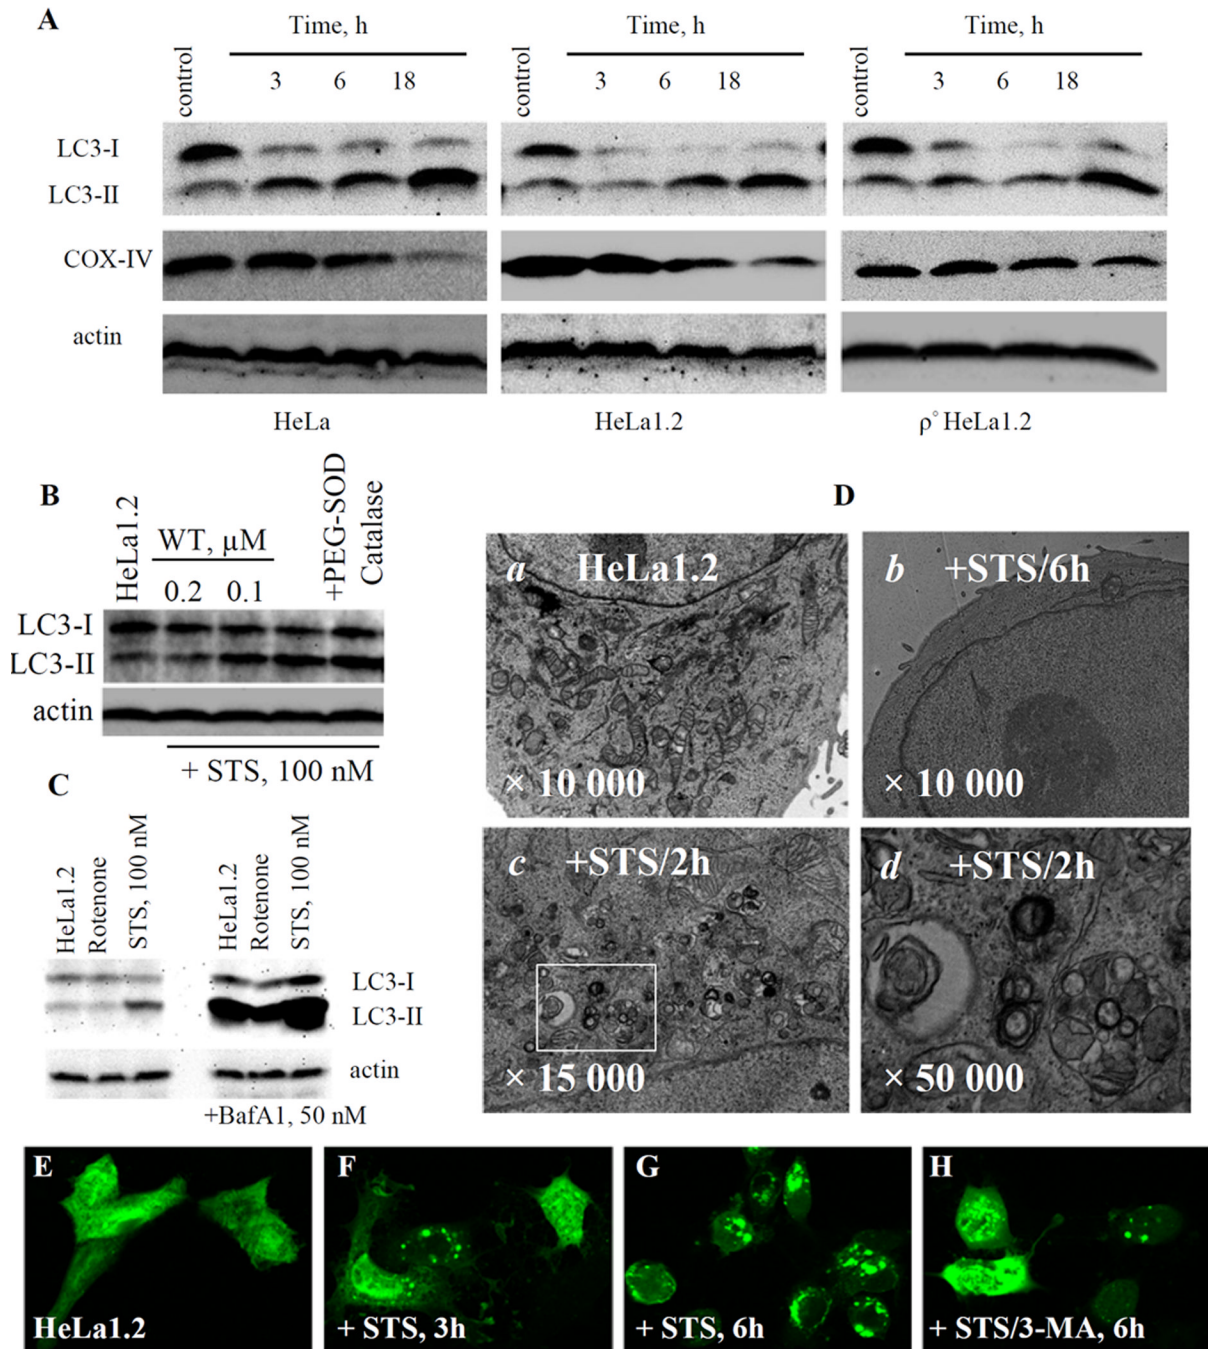 A
Time, h
Time, h
Time, h
control
3 6 18
control
3 6 18
control
3 6 18
LC3-I
LC3-II
COX-IV
actin
HeLa
HeLa1.2
ρ° HeLa1.2
B
HeLa1.2
WT, µM
0.2 0.1
+PEG-SOD
Catalase
LC3-I
LC3-II
actin
+ STS, 100 nM
C
HeLa1.2
Rotenone
STS, 100 nM
HeLa1.2
Rotenone
STS, 100 nM
LC3-I
LC3-II
actin
+BafA1, 50 nM
D
a HeLa1.2
× 10 000
b +STS/6h
× 10 000
c +STS/2h
× 15 000
d +STS/2h
× 50 000
E
HeLa1.2
F
+ STS, 3h
G
+ STS, 6h
H
+ STS/3-MA, 6h